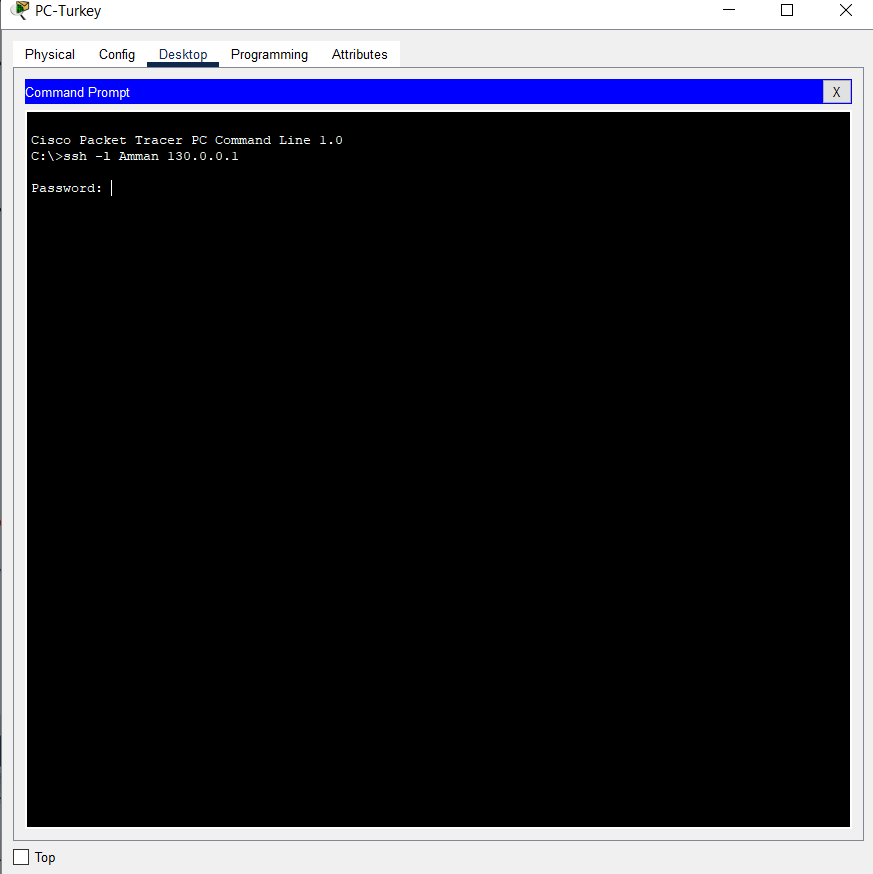 PC-Turkey
Physical Config Desktop Programming Attributes
Command Prompt X
Cisco Packet Tracer PC Command Line 1.0
C:\>ssh -l Amman 130.0.0.1
Password:
Top